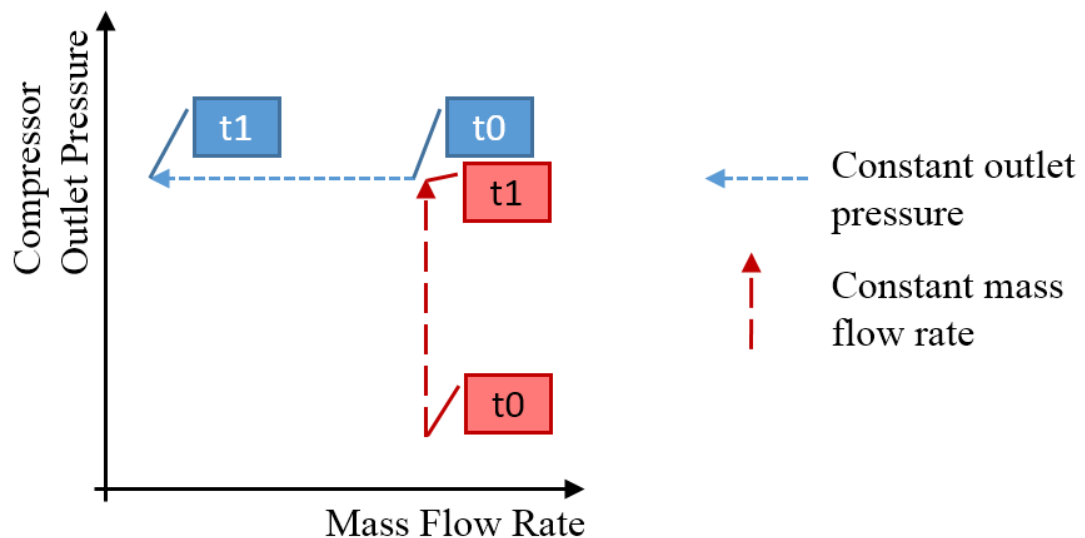 Compressor
Outlet Pressure
t1
t0
t1
t0
Mass Flow Rate
Constant outlet
pressure
Constant mass
flow rate